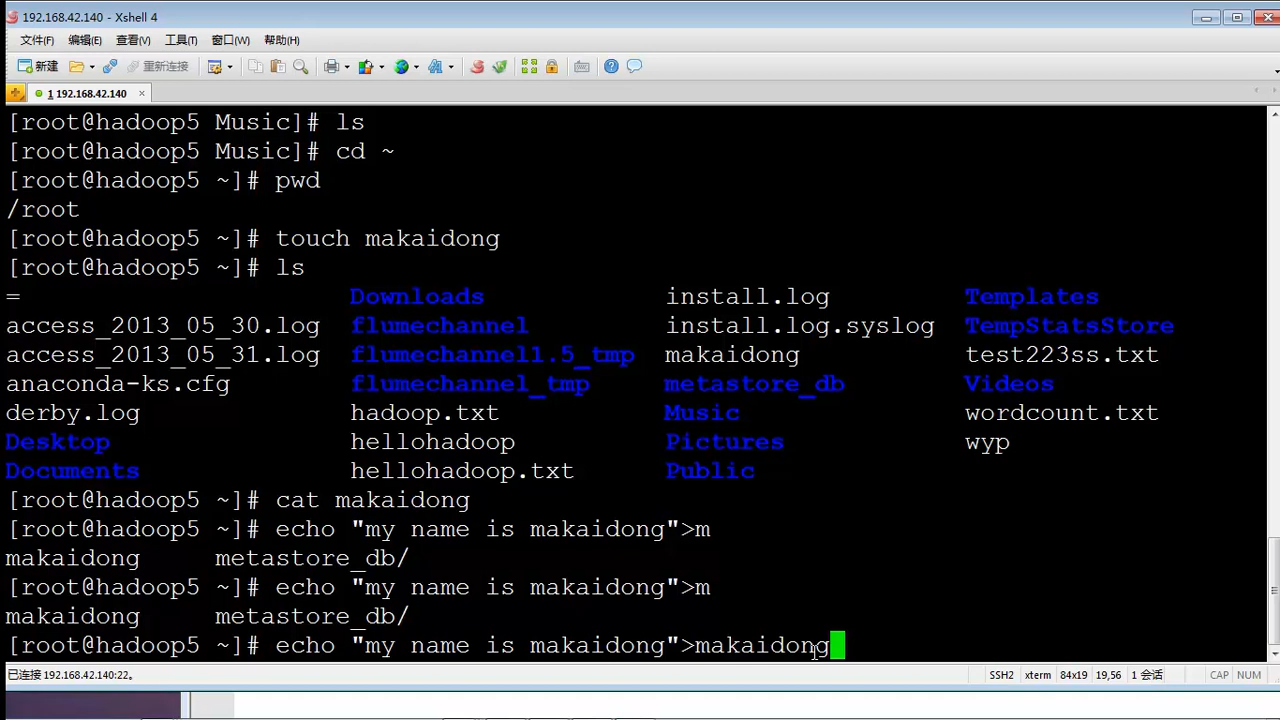 192.168.42.140 - Xshell 4
文件(F) 编辑(E) 查看(V) 工具(T) 窗口(W) 帮助(H)
新建 重新连接
1 192.168.42.140
[root@hadoop5 Music]# ls
[root@hadoop5 Music]# cd ~
[root@hadoop5 ~]# pwd
/root
[root@hadoop5 ~]# touch makaidong
[root@hadoop5 ~]# ls
= Downloads install.log Templates
access_2013_05_30.log flumechannel install.log.syslog TempStatsStore
access_2013_05_31.log flumechannel1.5_tmp makaidong test223ss.txt
anaconda-ks.cfg flumechannel_tmp metastore_db Videos
derby.log hadoop.txt Music wordcount.txt
Desktop hellohadoop Pictures wyp
Documents hellohadoop.txt Public
[root@hadoop5 ~]# cat makaidong
[root@hadoop5 ~]# echo "my name is makaidong">m
makaidong metastore_db/
[root@hadoop5 ~]# echo "my name is makaidong">m
makaidong metastore_db/
[root@hadoop5 ~]# echo "my name is makaidong">makaidong
已连接 192.168.42.140:22。 SSH2 xterm 84x19 19,56 1 会话 CAP NUM